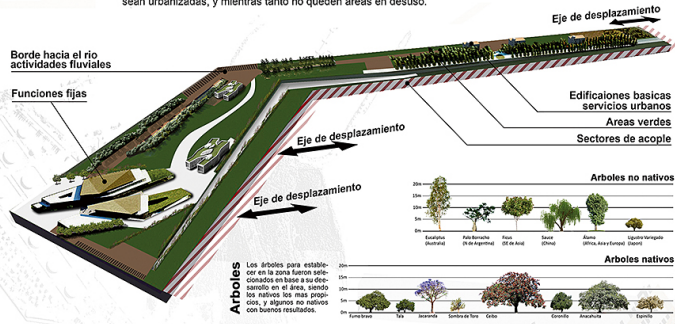 sean urbanizadas, y mientras tanto no queden areas en desuso.
Eje de desplazamiento
Borde hacia el rio
actividades fluviales
Funciones fijas
Edificaiones basicas
servicios urbanos
Areas verdes
Sectores de acople
Eje de desplazamiento
Eje de desplazamiento
Arboles no nativos
20m
15m
10m
5m
0m
Eucaliptus
(Australia)
Palo Borracho
(N de Argentina)
Ficus
(SE de Asia)
Sauce
(China)
Álamo
(Africa, Asia y Europa)
Ligustro Variegado
(Japon)
Arboles
Los árboles para estable-
cer en la zona fueron sele-
cionados en base a su dee-
sarrollo en el área, siendo
los nativos los mas propi-
cios, y algunos no nativos
con buenos resultados.
Arboles nativos
20m
15m
10m
5m
0m
Fumo bravo
Tala
Jacaranda
Sombra de Toro
Ceibo
Coronillo
Anacahuita
Espinillo